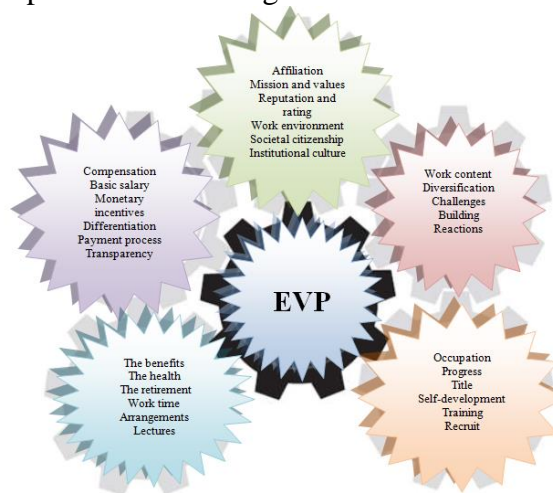 Affiliation
Mission and values
Reputation and
rating
Work environment
Societal citizenship
Institutional culture
Compensation
Basic salary
Monetary
incentives
Differentiation
Payment process
Transparency
Work content
Diversification
Challenges
Building
Reactions
EVP
The benefits
The health
The retirement
Work time
Arrangements
Lectures
Occupation
Progress
Title
Self-development
Training
Recruit